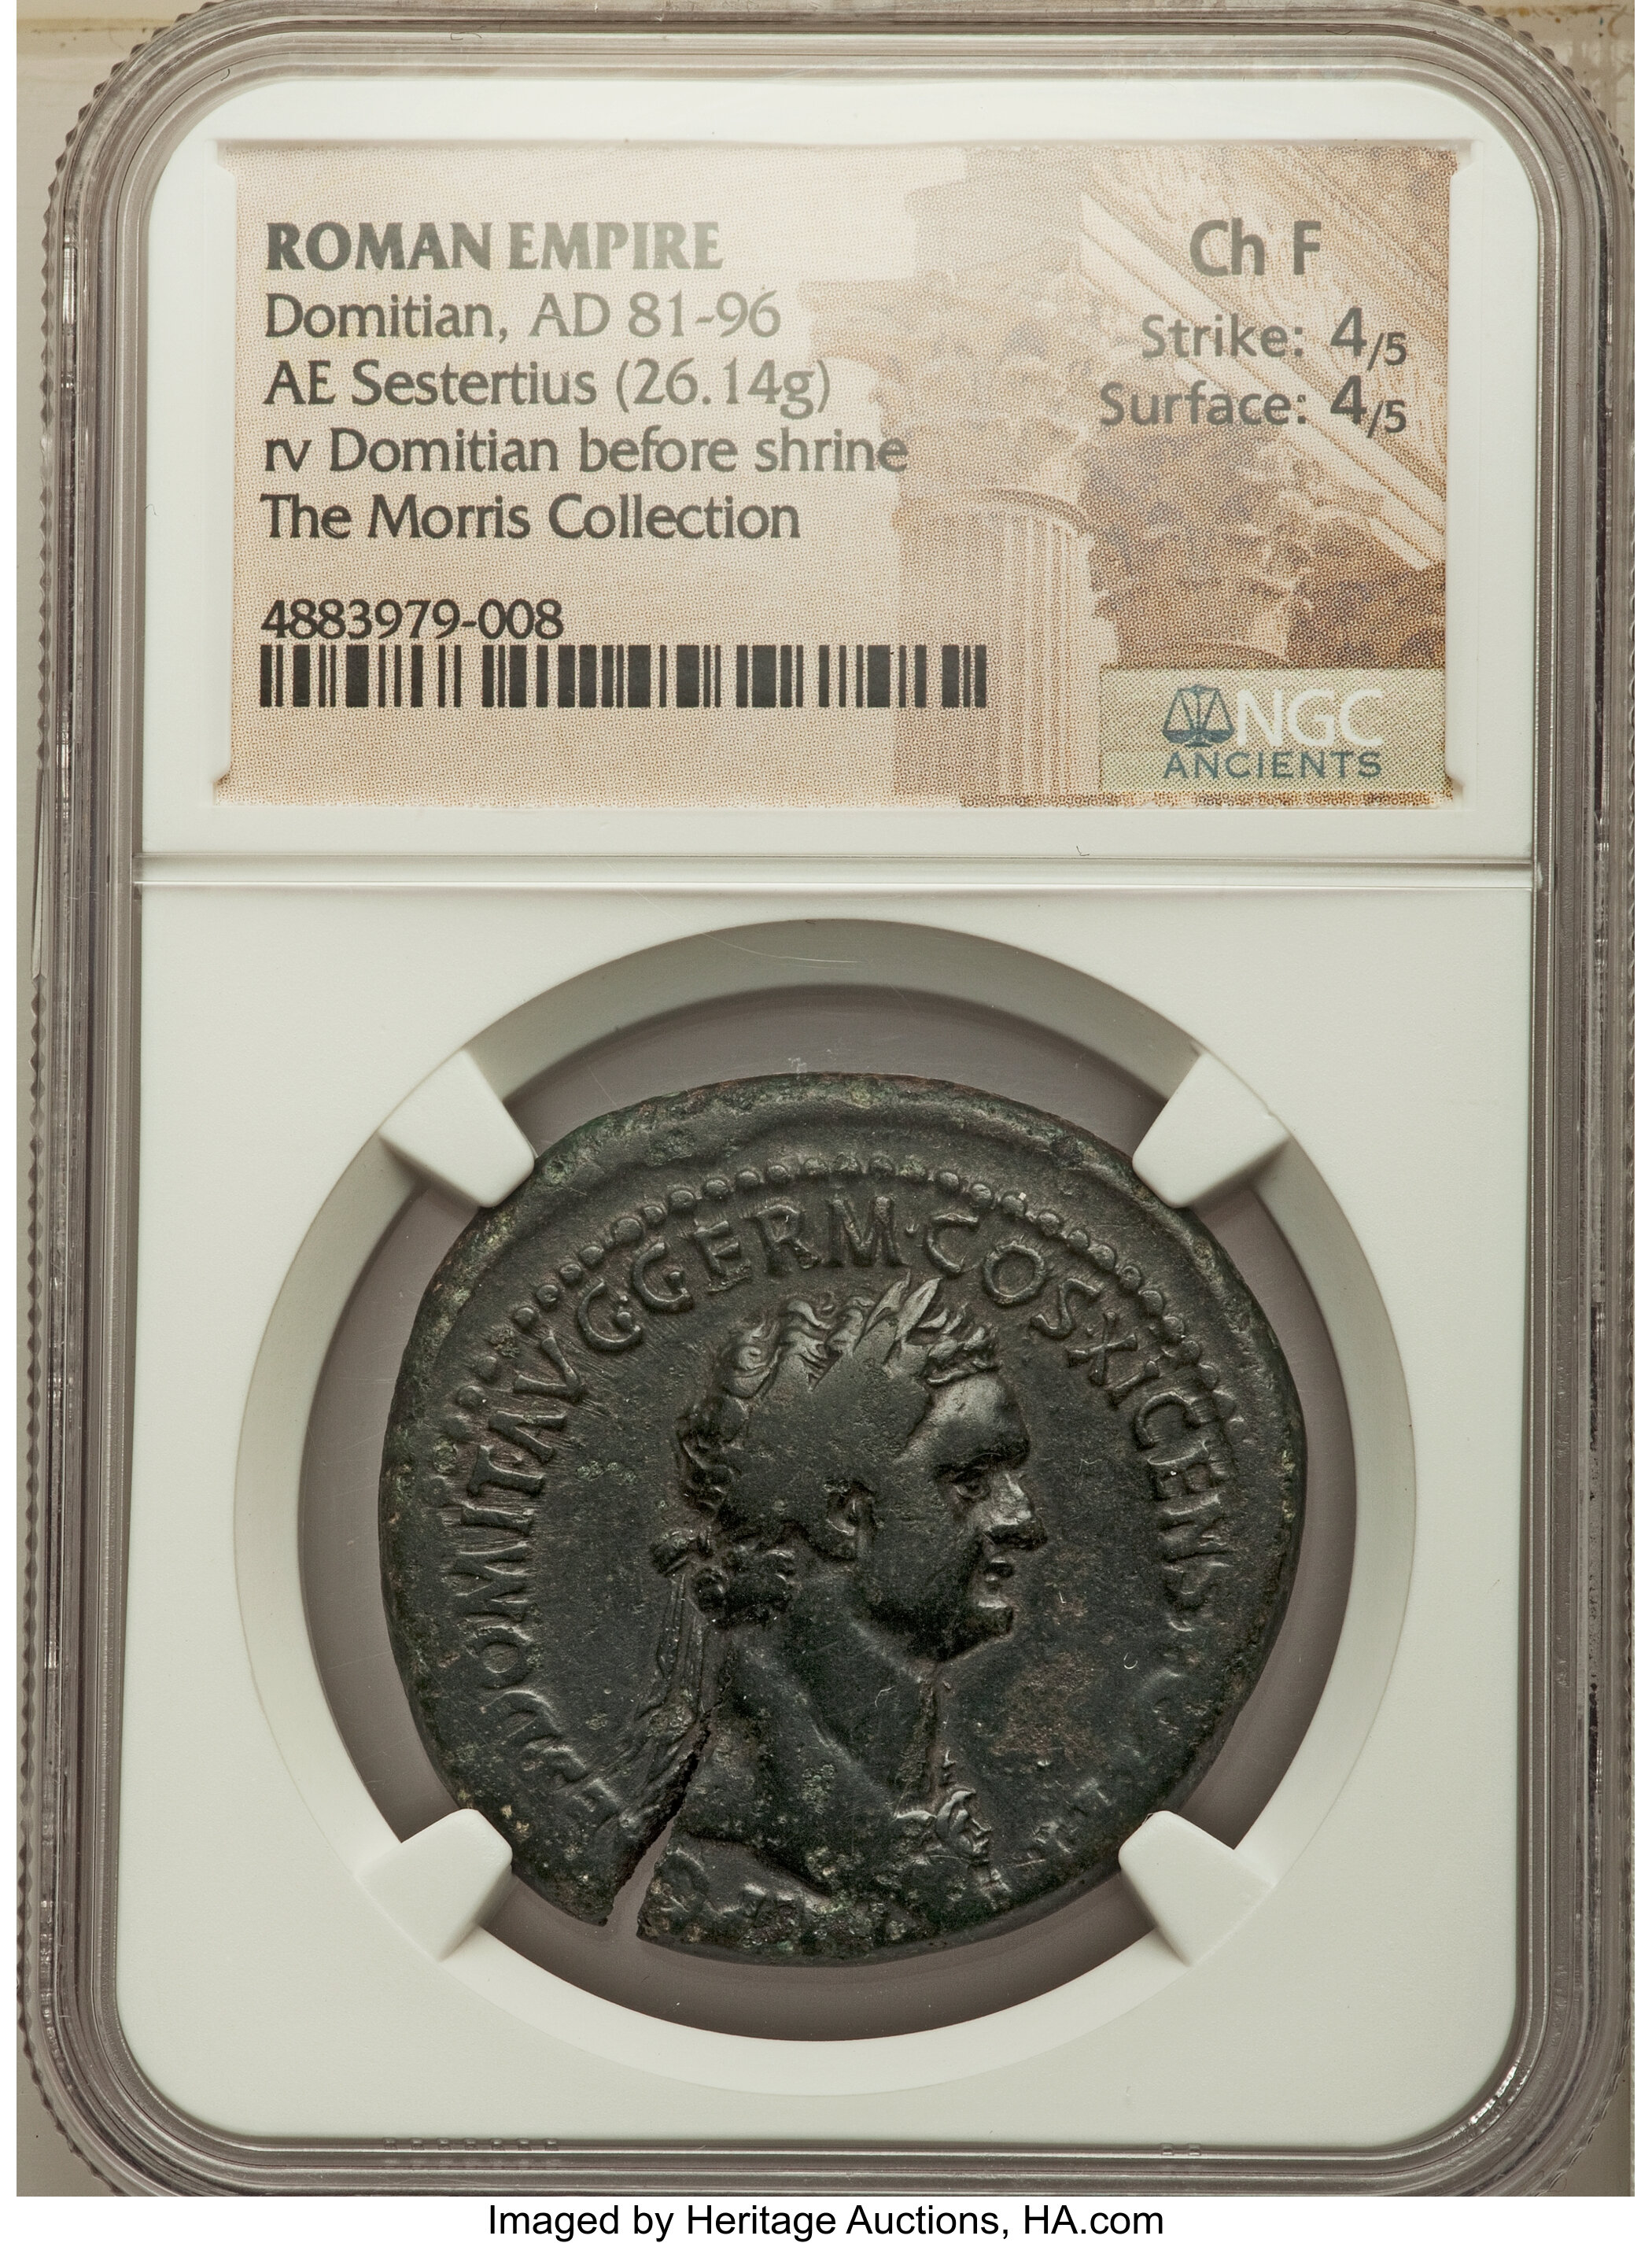 ROMAN EMPIRE
Domitian, AD 81-96
AE Sestertius (26.14g)
rv Domitian before shrine
The Morris Collection
4883979-008
Ch F
Strike: 4/5
Surface: 4/5
NGC
ANCIENTS
DOMIT·AVG·GERM·COS·XI·CENS
Imaged by Heritage Auctions, HA.com